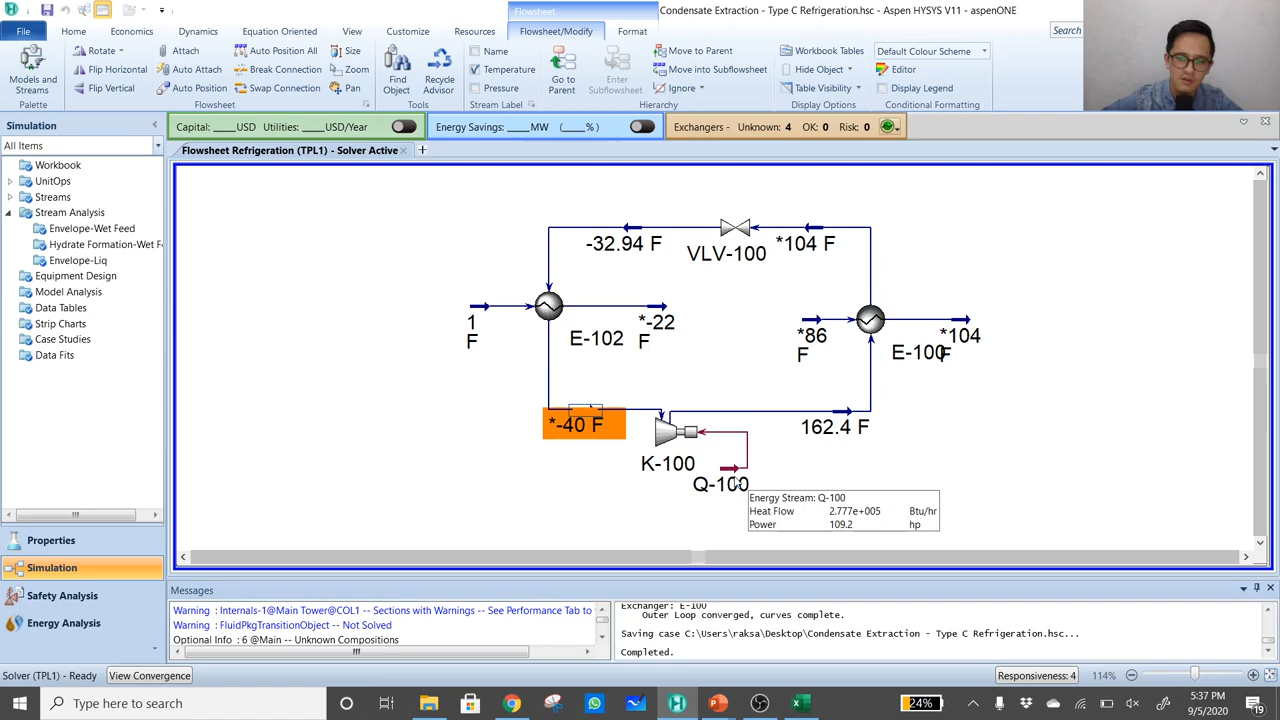 Flowsheet
Condensate Extraction - Type C Refrigeration.hsc - Aspen HYSYS V11 - aspenONE
File
Home
Economics
Dynamics
Equation Oriented
View
Customize
Resources
Flowsheet/Modify
Format
Search
Models and Streams
Palette
Rotate
Flip Horizontal
Flip Vertical
Attach
Auto Attach
Auto Position
Auto Position All
Break Connection
Swap Connection
Size
Zoom
Pan
Flowsheet
Find Object
Recycle Advisor
Tools
Name
Temperature
Pressure
Stream Label
Go to Parent
Enter Subflowsheet
Move to Parent
Move into Subflowsheet
Ignore
Hierarchy
Workbook Tables
Hide Object
Table Visibility
Display Options
Default Colour Scheme
Editor
Display Legend
Conditional Formatting
Simulation
Capital: ____USD Utilities: ____USD/Year
Energy Savings: ____MW (____%)
Exchangers - Unknown: 4 OK: 0 Risk: 0
All Items
Flowsheet Refrigeration (TPL1) - Solver Active
Workbook
UnitOps
Streams
Stream Analysis
Envelope-Wet Feed
Hydrate Formation-Wet F
Envelope-Liq
Equipment Design
Model Analysis
Data Tables
Strip Charts
Case Studies
Data Fits
Properties
Simulation
Safety Analysis
Energy Analysis
-32.94 F
VLV-100
*104 F
1 F
E-102
*-22 F
*86 F
E-100
*104 F
*-40 F
K-100
162.4 F
Q-100
Energy Stream: Q-100
Heat Flow 2.777e+005 Btu/hr
Power 109.2 hp
Messages
Warning : Internals-1@Main Tower@COL1 -- Sections with Warnings -- See Performance Tab to
Warning : FluidPkgTransitionObject -- Not Solved
Optional Info : 6 @Main -- Unknown Compositions
Exchanger: E-100
Outer Loop converged, curves complete.
Saving case C:\Users\raksa\Desktop\Condensate Extraction - Type C Refrigeration.hsc...
Completed.
Solver (TPL1) - Ready
View Convergence
Responsiveness: 4
114%
Type here to search
24%
5:37 PM
9/5/2020
19